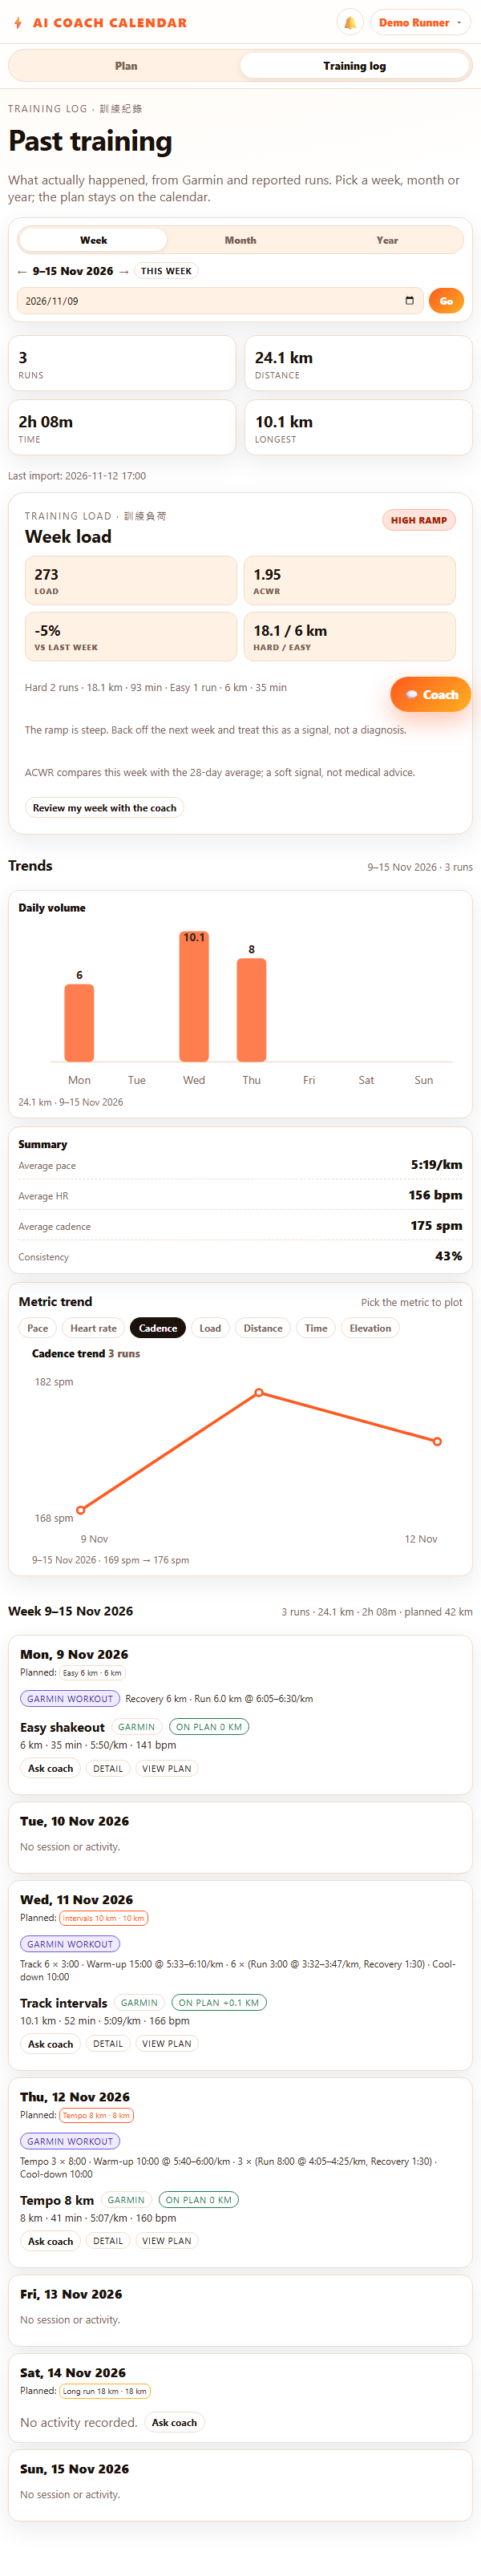 AI COACH CALENDAR
Demo Runner
Plan
Training log
TRAINING LOG · 訓練紀錄
Past training
What actually happened, from Garmin and reported runs. Pick a week, month or
year; the plan stays on the calendar.
Week
Month
Year
← 9–15 Nov 2026 → THIS WEEK
2026/11/09
Go
3
RUNS
24.1 km
DISTANCE
2h 08m
TIME
10.1 km
LONGEST
Last import: 2026-11-12 17:00
TRAINING LOAD · 訓練負荷
HIGH RAMP
Week load
273
LOAD
1.95
ACWR
-5%
VS LAST WEEK
18.1 / 6 km
HARD / EASY
Hard 2 runs · 18.1 km · 93 min · Easy 1 run · 6 km · 35 min
Coach
The ramp is steep. Back off the next week and treat this as a signal, not a diagnosis.
ACWR compares this week with the 28-day average; a soft signal, not medical advice.
Review my week with the coach
Trends
9–15 Nov 2026 · 3 runs
Daily volume
6
10.1
8
Mon
Tue
Wed
Thu
Fri
Sat
Sun
24.1 km · 9–15 Nov 2026
Summary
Average pace
5:19/km
Average HR
156 bpm
Average cadence
175 spm
Consistency
43%
Metric trend
Pick the metric to plot
Pace
Heart rate
Cadence
Load
Distance
Time
Elevation
Cadence trend 3 runs
182 spm
168 spm
9 Nov
12 Nov
9–15 Nov 2026 · 169 spm → 176 spm
Week 9–15 Nov 2026
3 runs · 24.1 km · 2h 08m · planned 42 km
Mon, 9 Nov 2026
Planned: Easy 6 km · 6 km
GARMIN WORKOUT Recovery 6 km · Run 6.0 km @ 6:05–6:30/km
Easy shakeout GARMIN ON PLAN 0 KM
6 km · 35 min · 5:50/km · 141 bpm
Ask coach DETAIL VIEW PLAN
Tue, 10 Nov 2026
No session or activity.
Wed, 11 Nov 2026
Planned: Intervals 10 km · 10 km
GARMIN WORKOUT
Track 6 × 3:00 · Warm-up 15:00 @ 5:33–6:10/km · 6 × (Run 3:00 @ 3:32–3:47/km, Recovery 1:30) · Cool-
down 10:00
Track intervals GARMIN ON PLAN +0.1 KM
10.1 km · 52 min · 5:09/km · 166 bpm
Ask coach DETAIL VIEW PLAN
Thu, 12 Nov 2026
Planned: Tempo 8 km · 8 km
GARMIN WORKOUT
Tempo 3 × 8:00 · Warm-up 10:00 @ 5:40–6:00/km · 3 × (Run 8:00 @ 4:05–4:25/km, Recovery 1:30) ·
Cool-down 10:00
Tempo 8 km GARMIN ON PLAN 0 KM
8 km · 41 min · 5:07/km · 160 bpm
Ask coach DETAIL VIEW PLAN
Fri, 13 Nov 2026
No session or activity.
Sat, 14 Nov 2026
Planned: Long run 18 km · 18 km
No activity recorded. Ask coach
Sun, 15 Nov 2026
No session or activity.